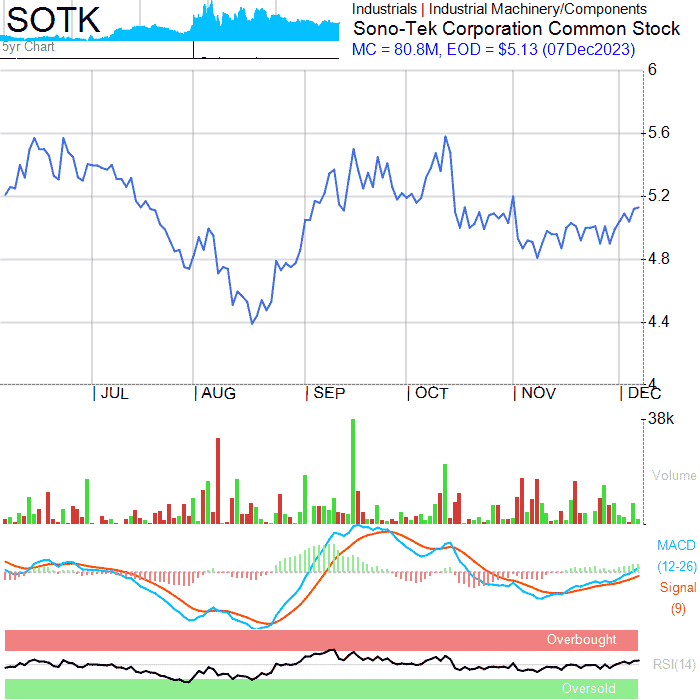 SOTK
5yr Chart
Industrials | Industrial Machinery/Components
Sono-Tek Corporation Common Stock
MC = 80.8M, EOD = $5.13 (07Dec2023)
6
5.6
5.2
4.8
4.4
4
| JUL | AUG | SEP | OCT | NOV | DEC
38k
Volume
MACD
(12-26)
Signal
(9)
Overbought
RSI(14)
Oversold